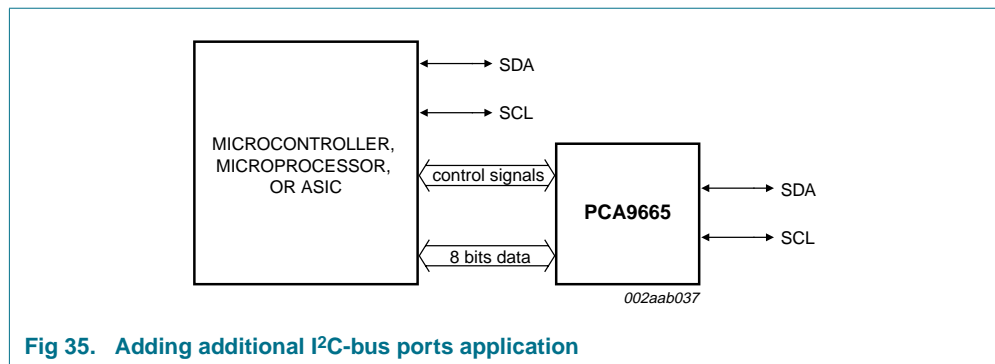 SDA
SCL
MICROCONTROLLER,
MICROPROCESSOR,
OR ASIC
control signals
8 bits data
PCA9665
SDA
SCL
002aab037
Fig 35. Adding additional I²C-bus ports application